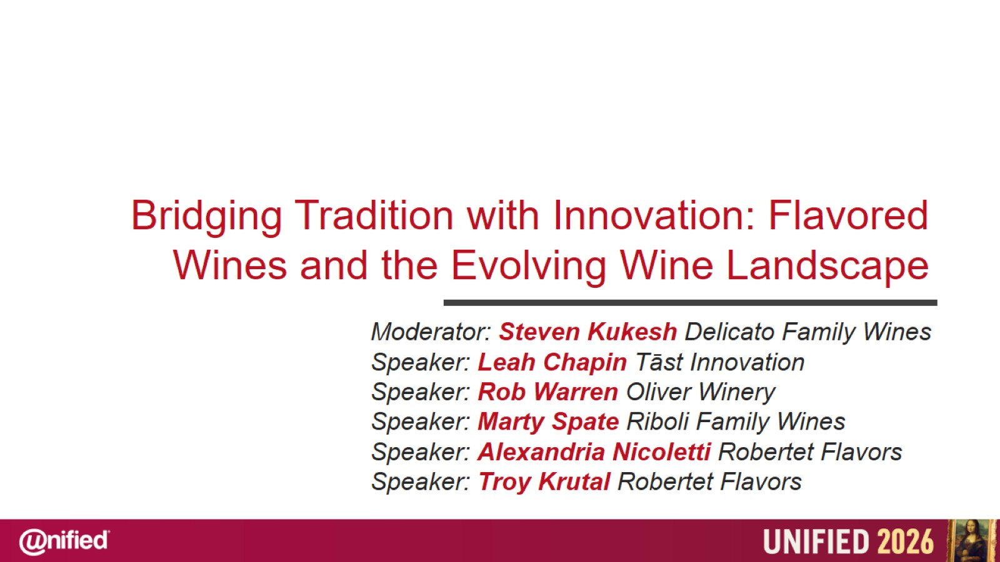 Bridging Tradition with Innovation: Flavored
Wines and the Evolving Wine Landscape
Moderator: Steven Kukesh Delicato Family Wines
Speaker: Leah Chapin Tāst Innovation
Speaker: Rob Warren Oliver Winery
Speaker: Marty Spate Riboli Family Wines
Speaker: Alexandria Nicoletti Robertet Flavors
Speaker: Troy Krutal Robertet Flavors
unified
UNIFIED 2026